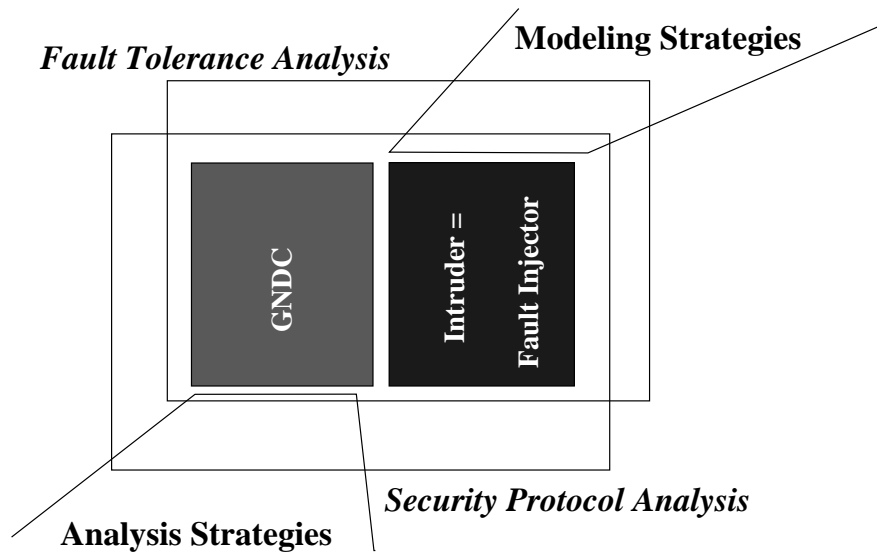 Modeling Strategies
Fault Tolerance Analysis
GNDC
Intruder =
Fault Injector
Security Protocol Analysis
Analysis Strategies